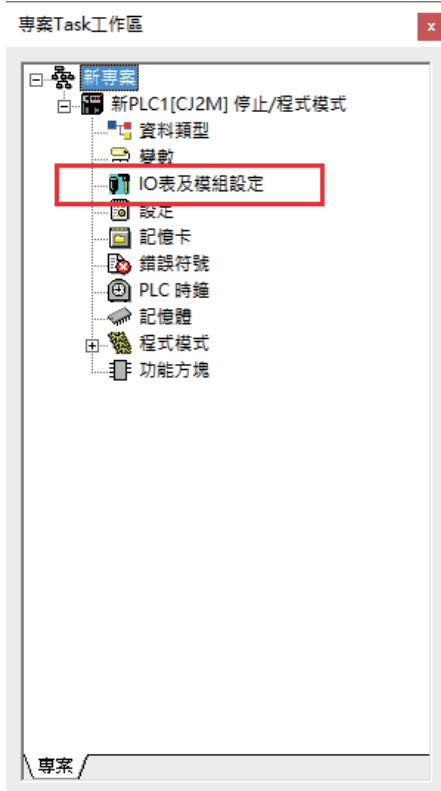 專案Task工作區
x
新專案
新PLC1[CJ2M] 停止/程式模式
資料類型
變數
IO表及模組設定
設定
記憶卡
錯誤符號
PLC 時鐘
記憶體
程式模式
功能方塊
專案